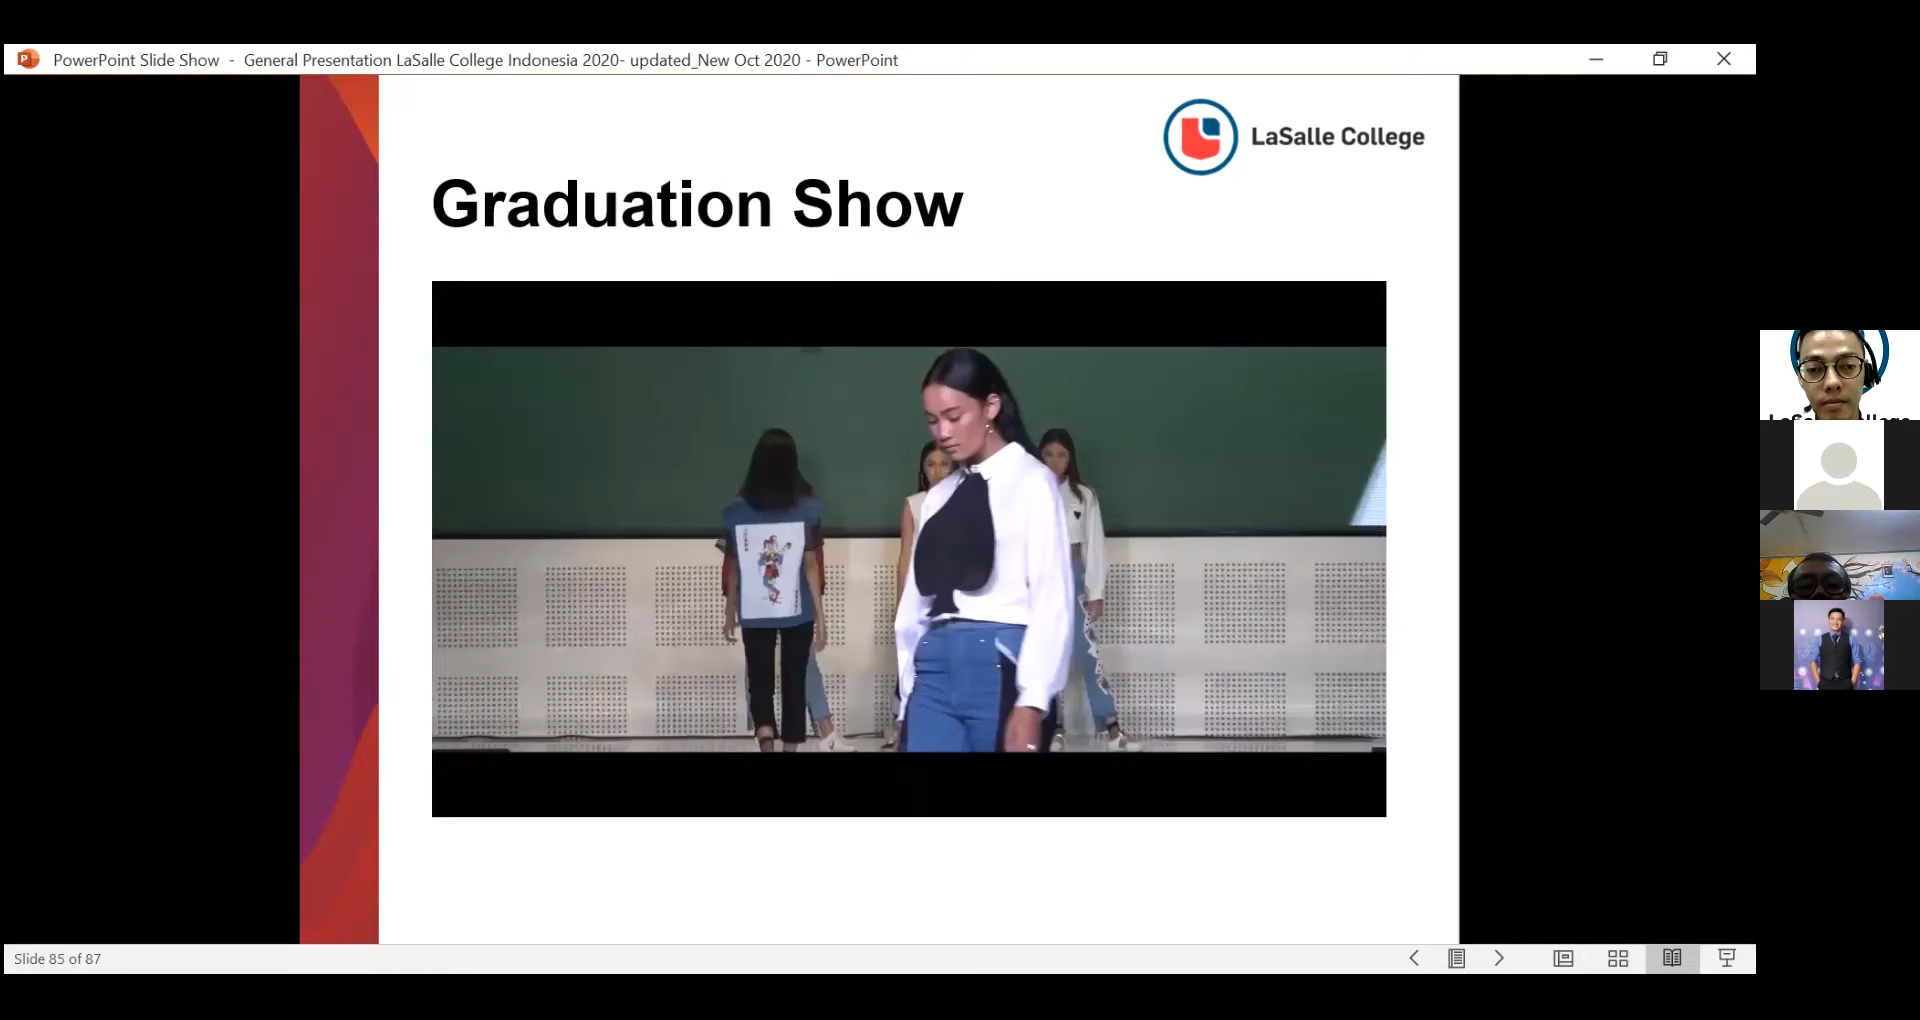 PowerPoint Slide Show - General Presentation LaSalle College Indonesia 2020- updated_New Oct 2020 - PowerPoint
LaSalle College
Graduation Show
Slide 85 of 87